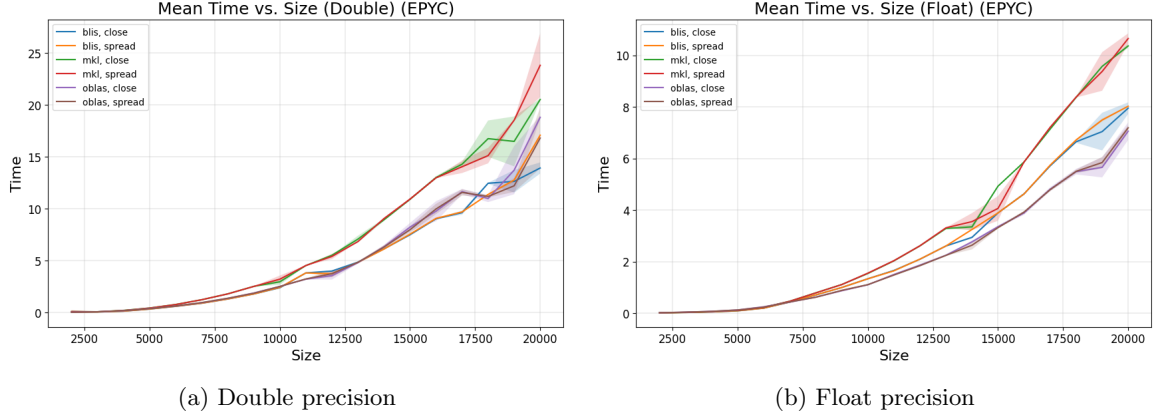 Mean Time vs. Size (Double) (EPYC)
blis, close
blis, spread
mkl, close
mkl, spread
oblas, close
oblas, spread
Time
25
20
15
10
5
0
2500 5000 7500 10000 12500 15000 17500 20000
Size
(a) Double precision
Mean Time vs. Size (Float) (EPYC)
blis, close
blis, spread
mkl, close
mkl, spread
oblas, close
oblas, spread
Time
10
8
6
4
2
0
2500 5000 7500 10000 12500 15000 17500 20000
Size
(b) Float precision